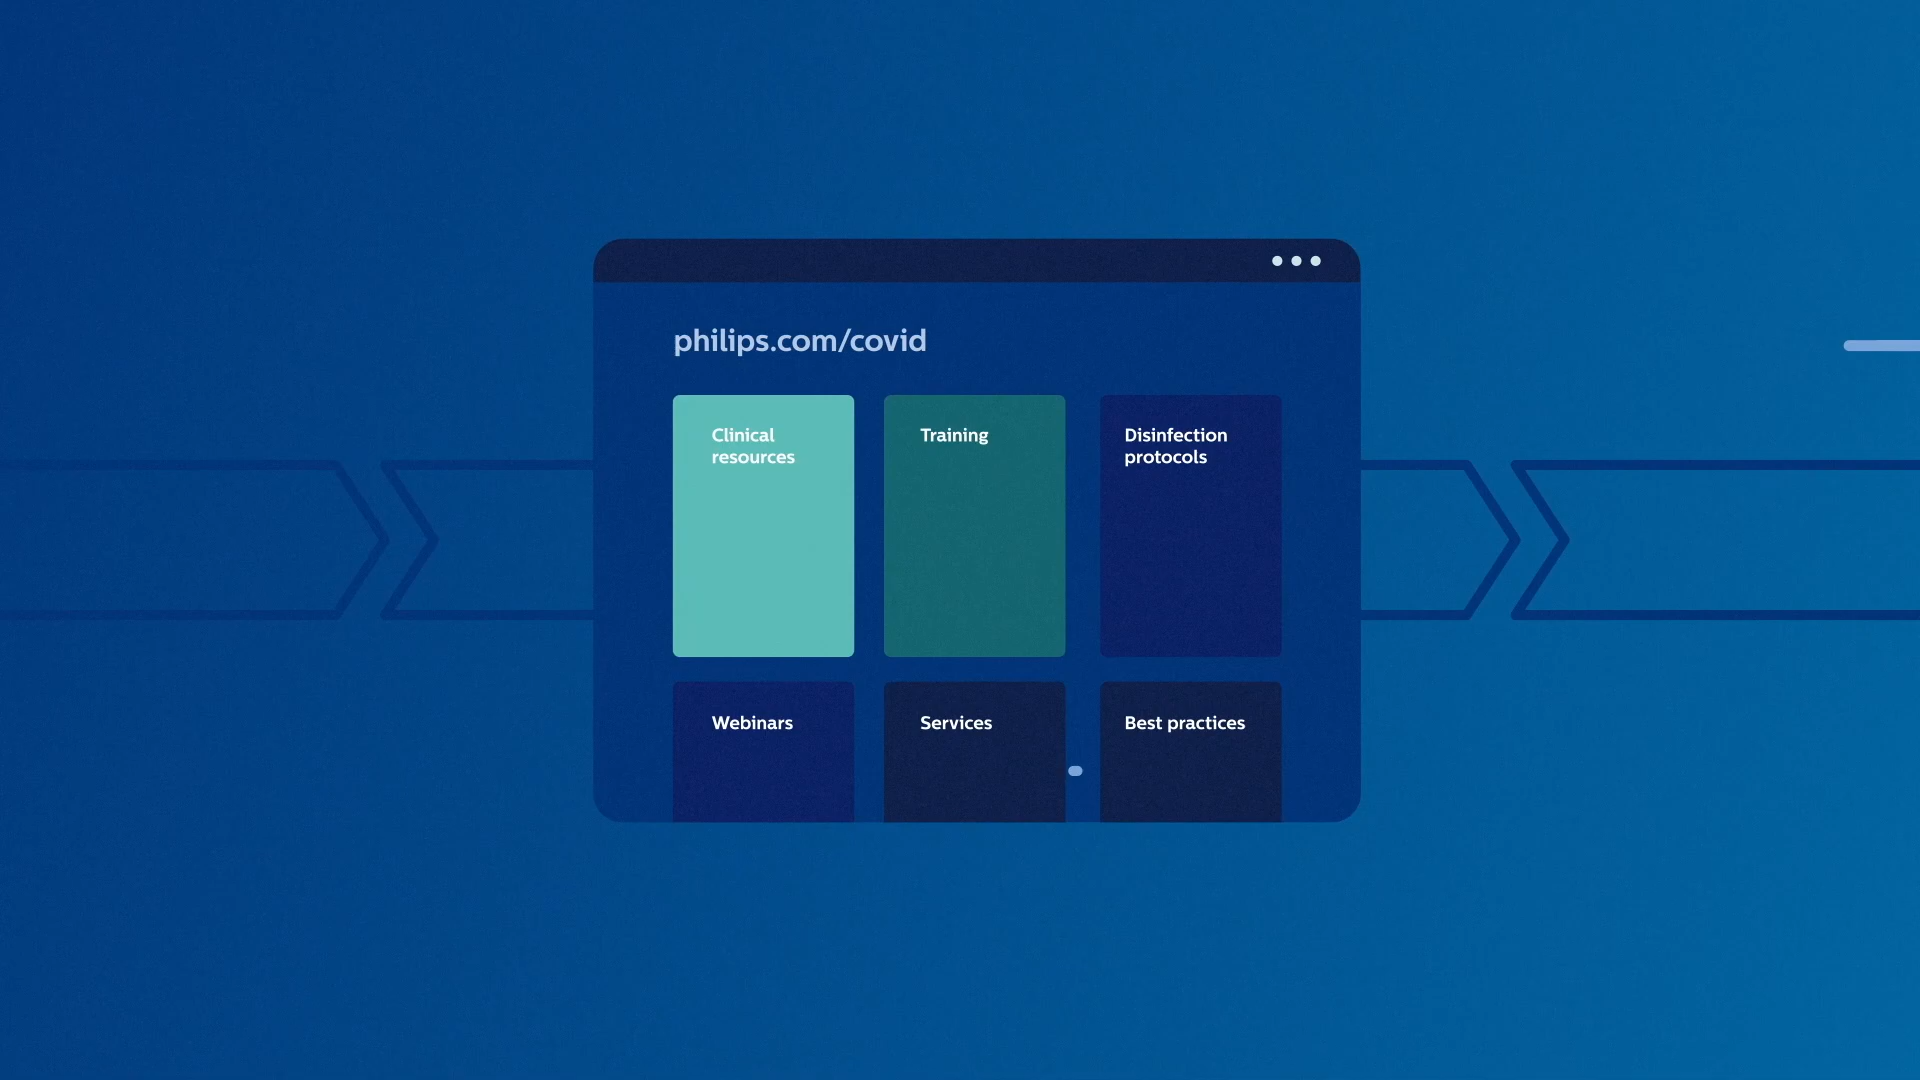 philips.com/covid
Clinical
resources
Training
Disinfection
protocols
Webinars
Services
Best practices